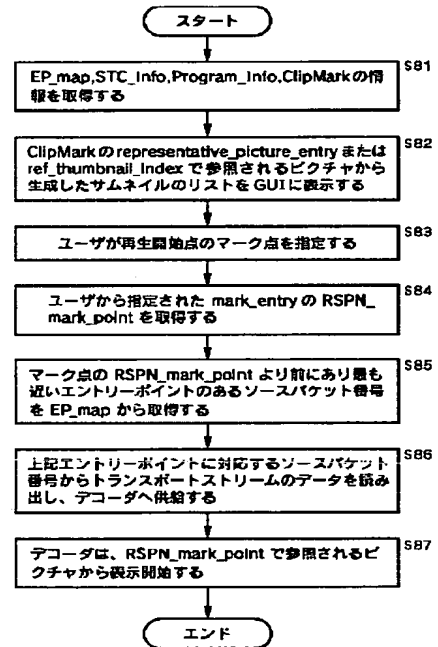 スタート
S81
EP_map,STC_Info,Program_Info,ClipMarkの情
報を取得する
S82
ClipMarkのrepresentative_picture_entryまたは
ref_thumbnail_Indexで参照されるピクチャから
生成したサムネイルのリストをGUIに表示する
S83
ユーザが再生開始点のマーク点を指定する
S84
ユーザから指定された mark_entryの RSPN_
mark_pointを取得する
S85
マーク点の RSPN_mark_pointより前にあり最も
近いエントリーポイントのあるソースパケット番号
を EP_mapから取得する
S86
上記エントリーポイントに対応するソースパケット
番号からトランスポートストリームのデータを読み
出し、デコーダへ供給する
S87
デコーダは、RSPN_mark_pointで参照されるピ
クチャから表示開始する
エンド